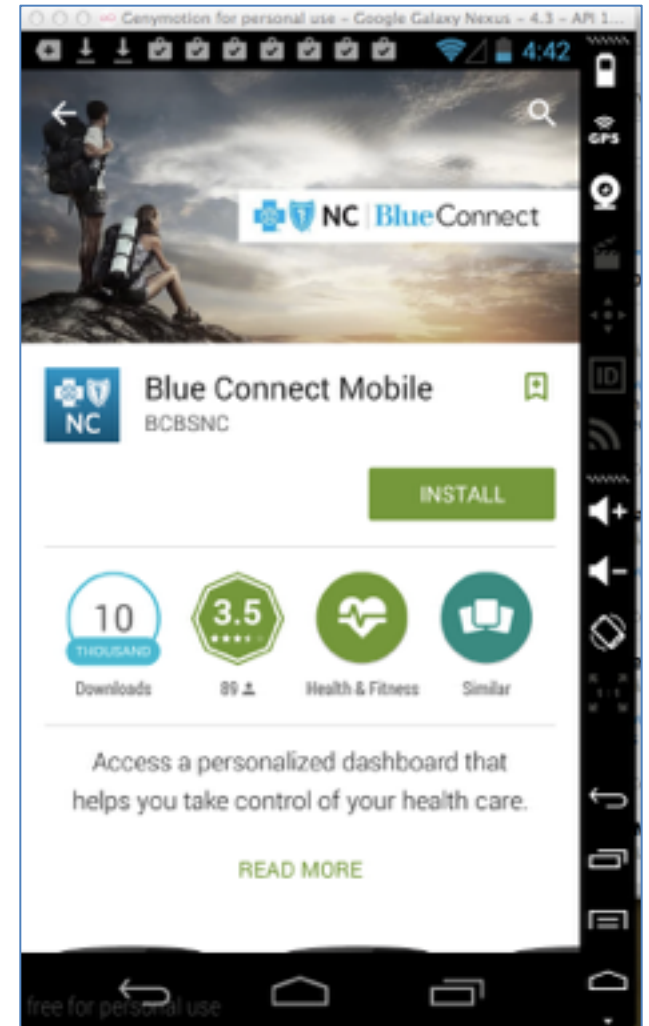 Genymotion for personal use - Google Galaxy Nexus - 4.3 - API 1...
4:42
GPS
NC BlueConnect
ID
NC
Blue Connect Mobile
BCBSNC
INSTALL
10
THOUSAND
3.5
Downloads
89
Health & Fitness
Similar
1:1
Access a personalized dashboard that
helps you take control of your health care.
READ MORE
free for personal use